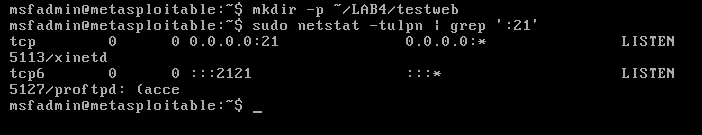 msfadmin@metasploitable:~$ mkdir -p ~/LAB4/testweb
msfadmin@metasploitable:~$ sudo netstat -tulpn | grep ':21'
tcp        0      0 0.0.0.0:21              0.0.0.0:*               LISTEN
5113/xinetd
tcp6       0      0 :::2121                 :::*                    LISTEN
5127/proftpd: (acce
msfadmin@metasploitable:~$ _